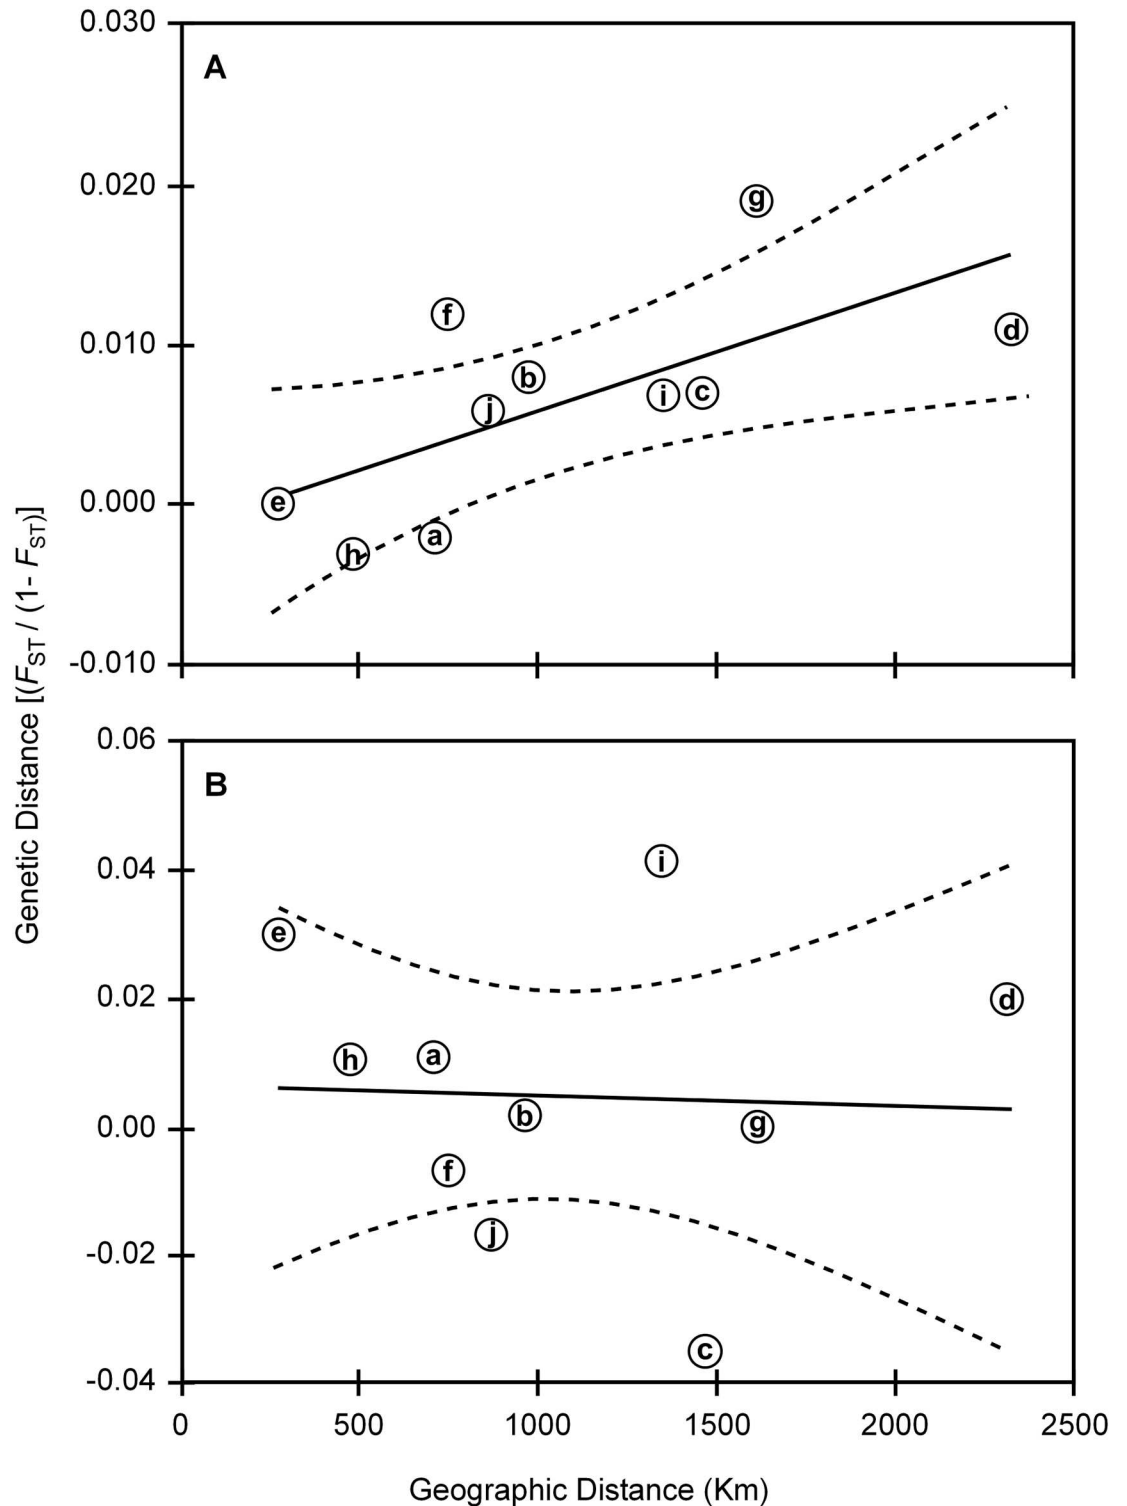 0.030
A
0.020
g
f
0.010
d
b
i c
j
0.000
e
a
h
-0.010
Genetic Distance [(FST / (1- FST)]
0.06
B
0.04
i
e
0.02
d
h a
0.00
b g
f
-0.02
j
c
-0.04
0 500 1000 1500 2000 2500
Geographic Distance (Km)